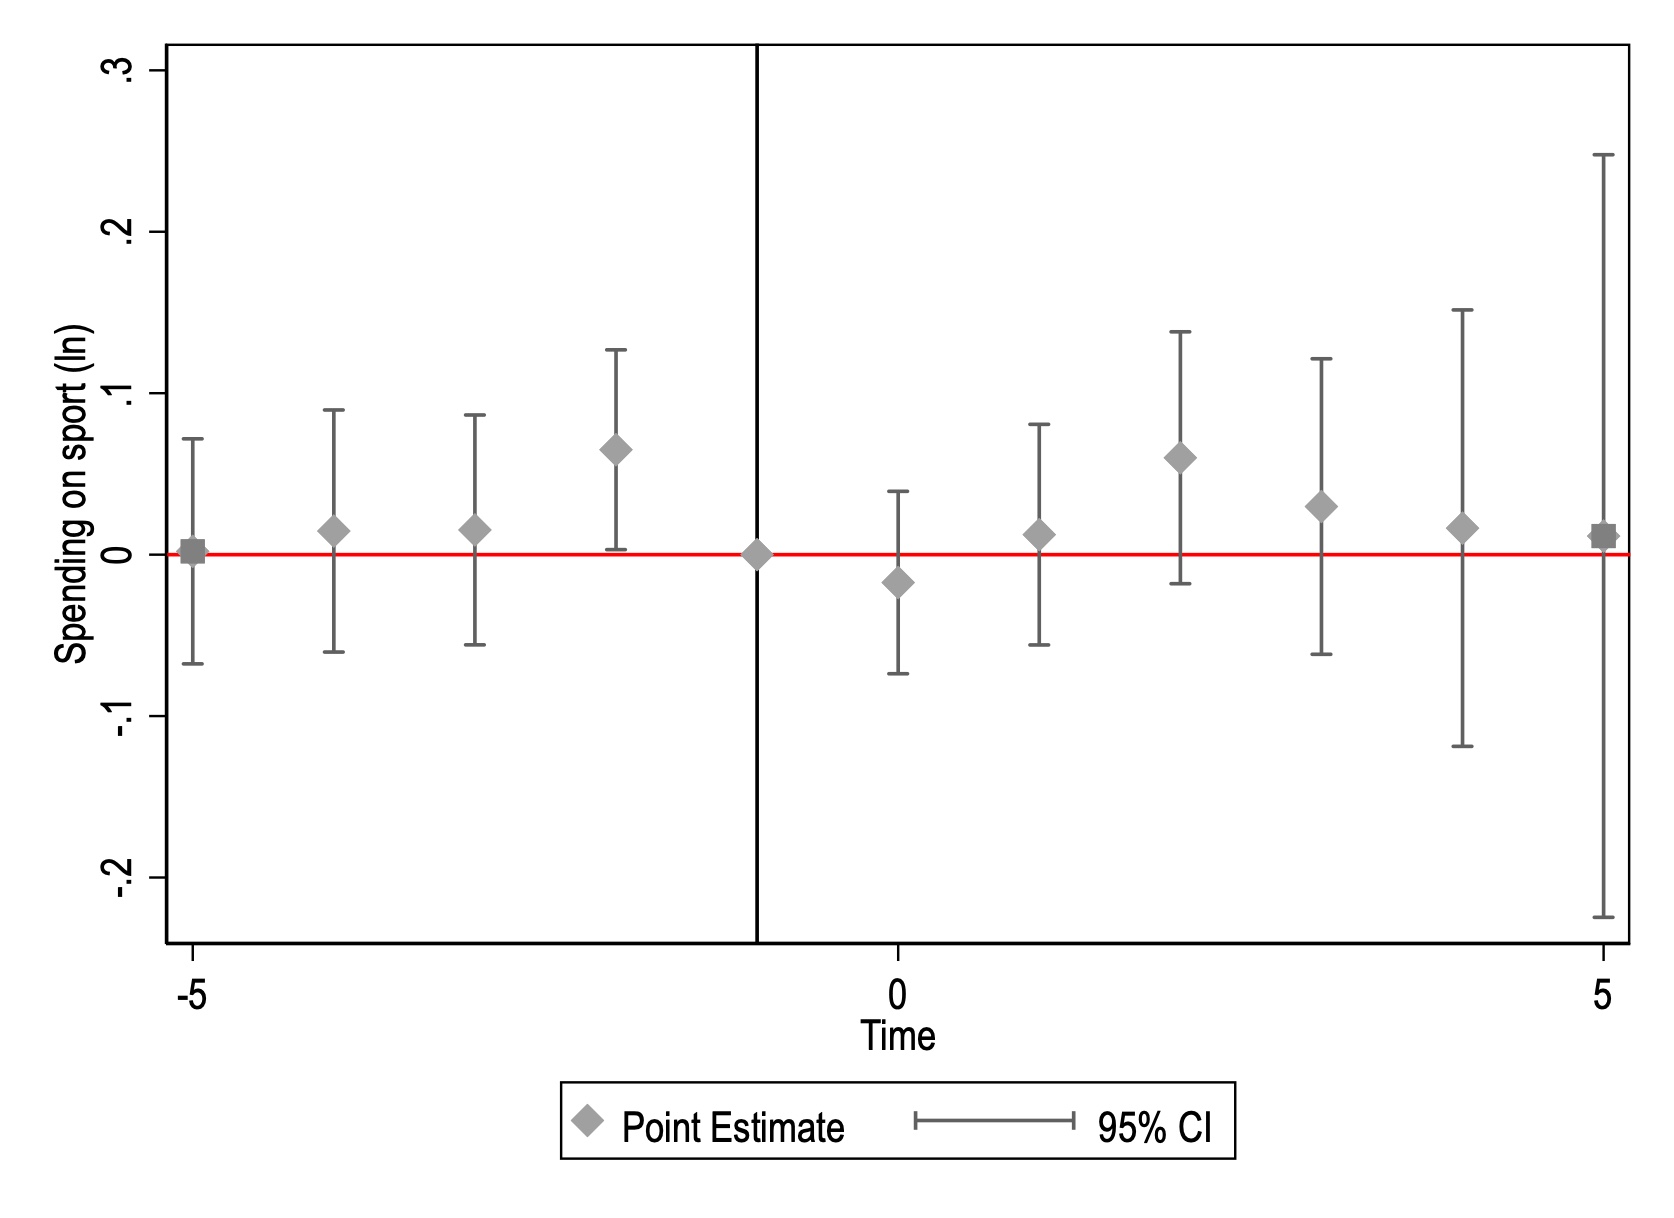 Spending on sport (ln)
.3
.2
.1
0
-.1
-.2
-5
0
5
Time
Point Estimate
95% CI